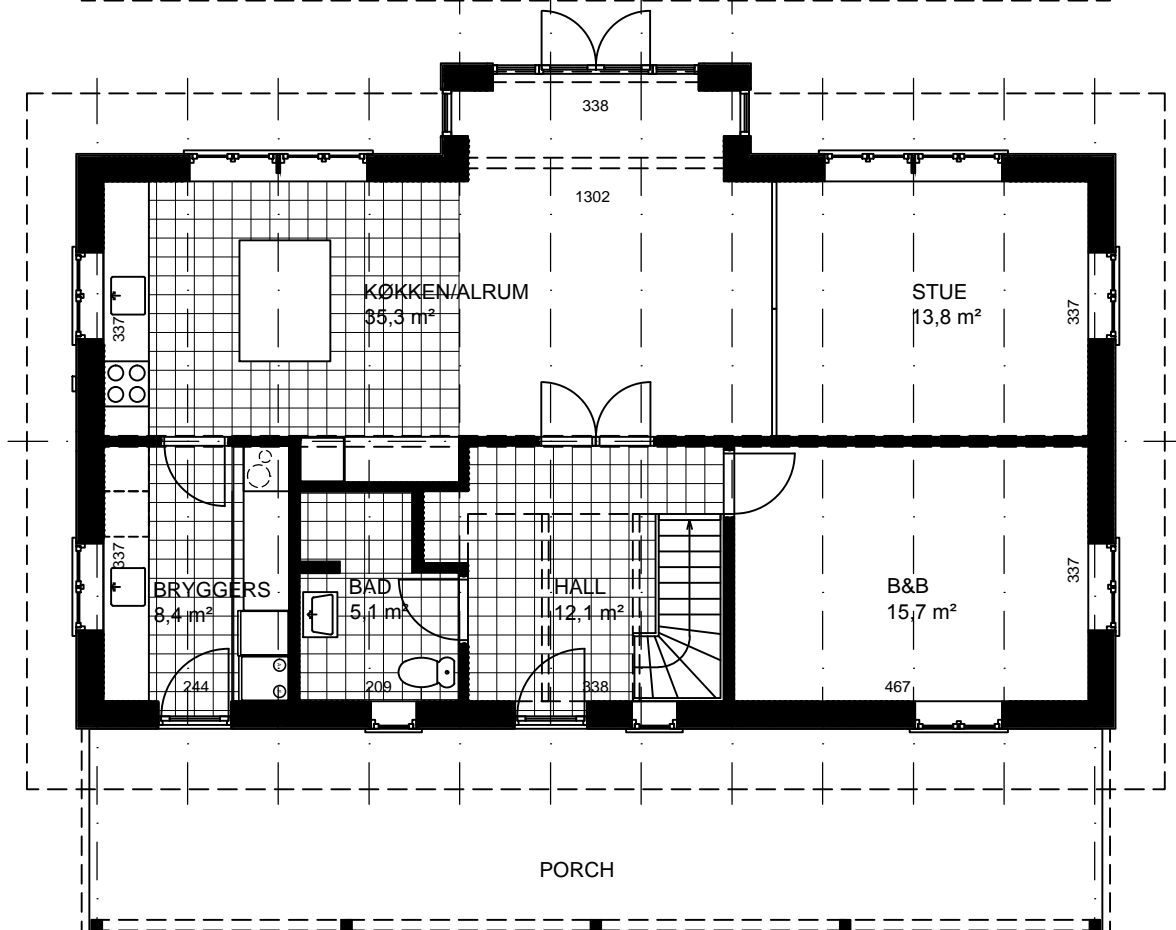 338
1302
KØKKEN/ALRUM
35,3 m²
STUE
13,8 m²
337
337
BRYGGERS
8,4 m²
BAD
5,1 m²
HALL
12,1 m²
B&B
15,7 m²
337
337
244
209
338
467
PORCH